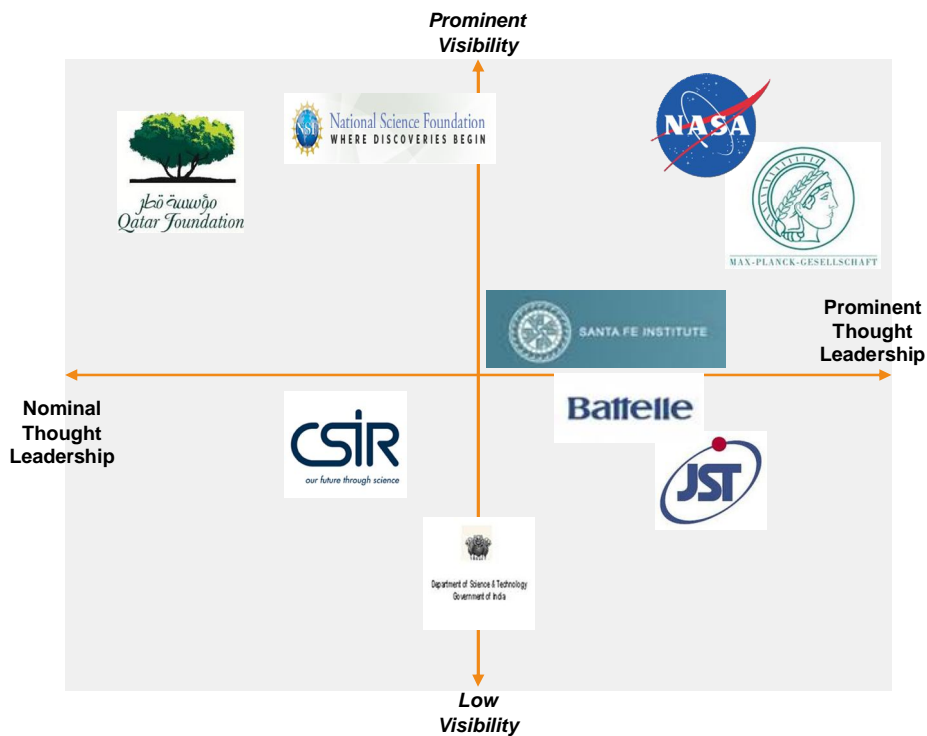 Prominent
Visibility
NSF
National Science Foundation
WHERE DISCOVERIES BEGIN
NASA
مؤسسة قطر
Qatar Foundation
MAX-PLANCK-GESELLSCHAFT
SANTA FE INSTITUTE
Prominent
Thought
Leadership
Nominal
Thought
Leadership
Battelle
CSIR
our future through science
JST
Department of Science & Technology
Government of India
Low
Visibility